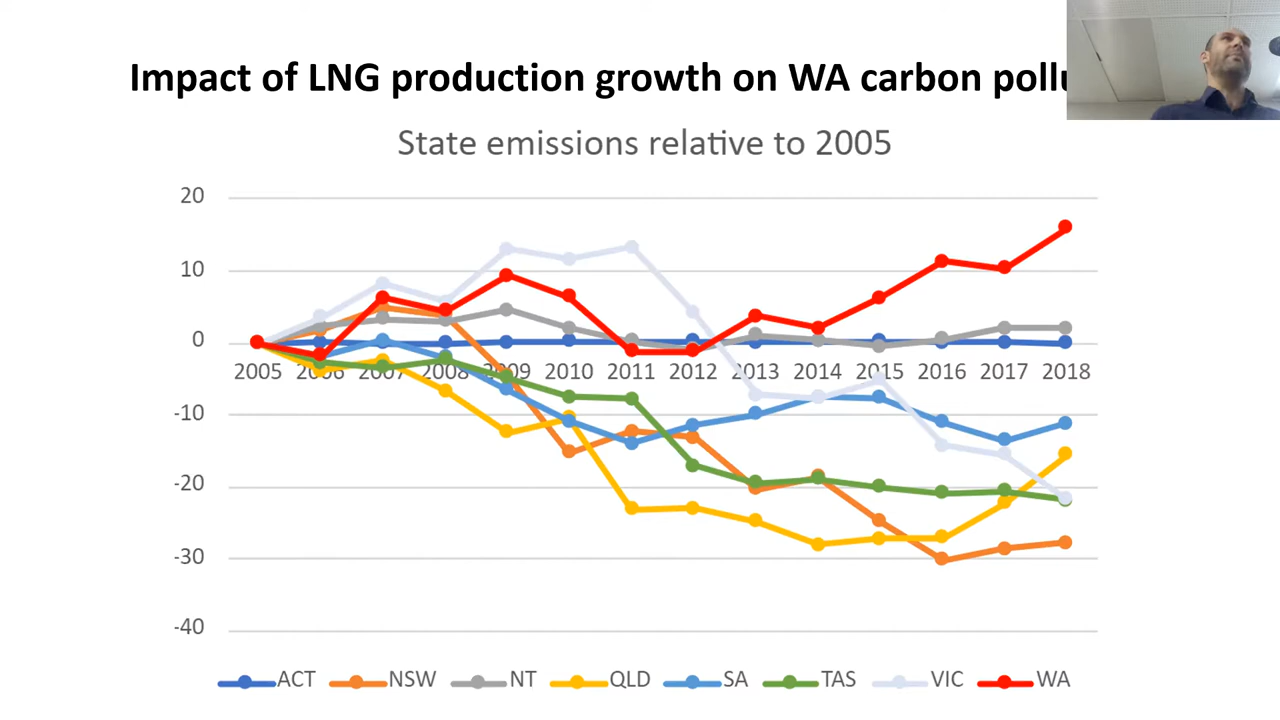 Impact of LNG production growth on WA carbon
State emissions relative to 2005
20
10
0
2005 2006 2007 2008 2009 2010 2011 2012 2013 2014 2015 2016 2017 2018
-10
-20
-30
-40
ACT NSW NT QLD SA TAS VIC WA